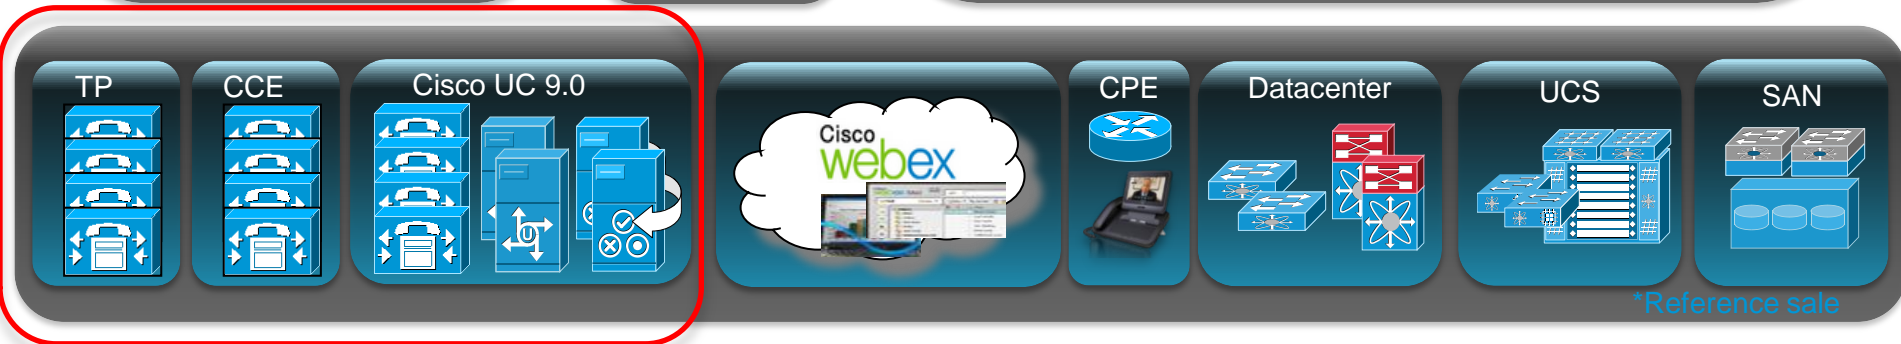 TP
CCE
Cisco UC 9.0
Cisco
webex
CPE
Datacenter
UCS
SAN
U
*Reference sale